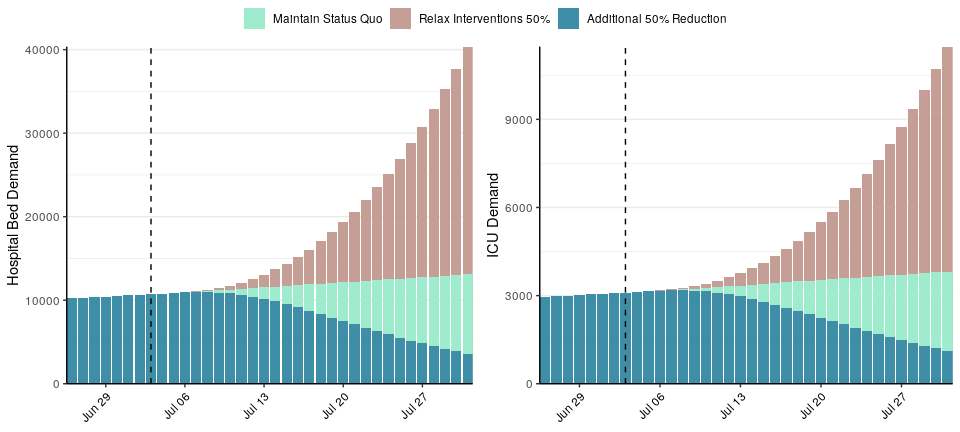 Maintain Status Quo Relax Interventions 50% Additional 50% Reduction
Hospital Bed Demand
40000
30000
20000
10000
0
Jun 29 Jul 06 Jul 13 Jul 20 Jul 27
ICU Demand
9000
6000
3000
0
Jun 29 Jul 06 Jul 13 Jul 20 Jul 27